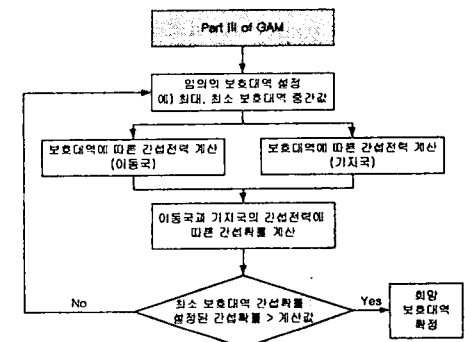 Part III of GAM
임의의 보호대역 설정
예) 최대, 최소 보호대역 중간값
보호대역에 따른 간섭전력 계산
(이동국)
보호대역에 따른 간섭전력 계산
(기지국)
이동국과 기지국의 간섭전력에
따른 간섭확률 계산
No
최소 보호대역 간섭확률
설정된 간섭확률 > 계산값
Yes
희망
보호대역
확정